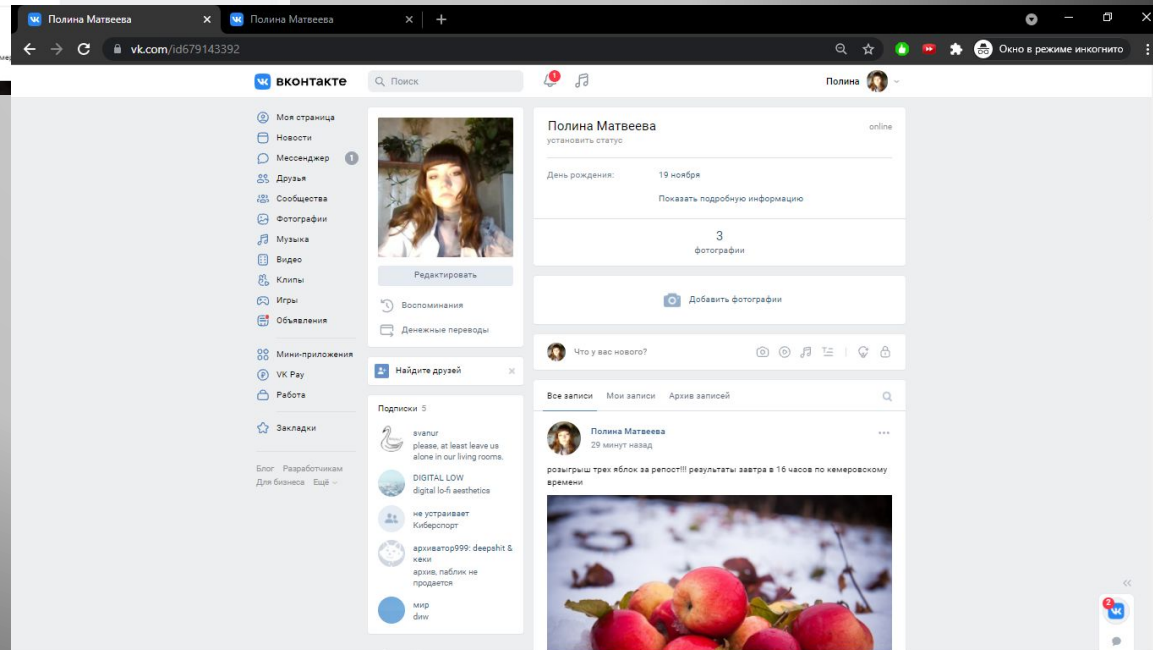 Полина Матвеева
Полина Матвеева
vk.com/id679143392
Окно в режиме инкогнито
вконтакте
Поиск
1
Полина
Моя страница
Новости
Мессенджер 1
Друзья
Сообщества
Фотографии
Музыка
Видео
Клипы
Игры
Объявления
Мини-приложения
VK Pay
Работа
Закладки
Блог Разработчикам
Для бизнеса Ещё
Редактировать
Воспоминания
Денежные переводы
Найдите друзей
Подписки 5
svanur
please, at least leave us
alone in our living rooms.
DIGITAL LOW
digital lo-fi aesthetics
не устраивает
Киберспорт
архиватор999: deepshit &
кеки
архив, паблик не
продается
мир
diw
Полина Матвеева
online
установить статус
День рождения: 19 ноября
Показать подробную информацию
3
фотографии
Добавить фотографии
Что у вас нового?
Все записи Мои записи Архив записей
Полина Матвеева
29 минут назад
розыгрыш трех яблок за репост!!! результаты завтра в 16 часов по кемеровскому
времени
2